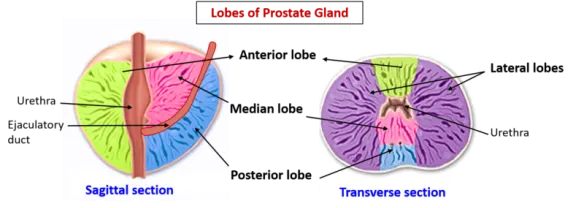 Lobes of Prostate Gland
Anterior lobe
Lateral lobes
Urethra
Median lobe
Ejaculatory
duct
Urethra
Posterior lobe
Sagittal section
Transverse section